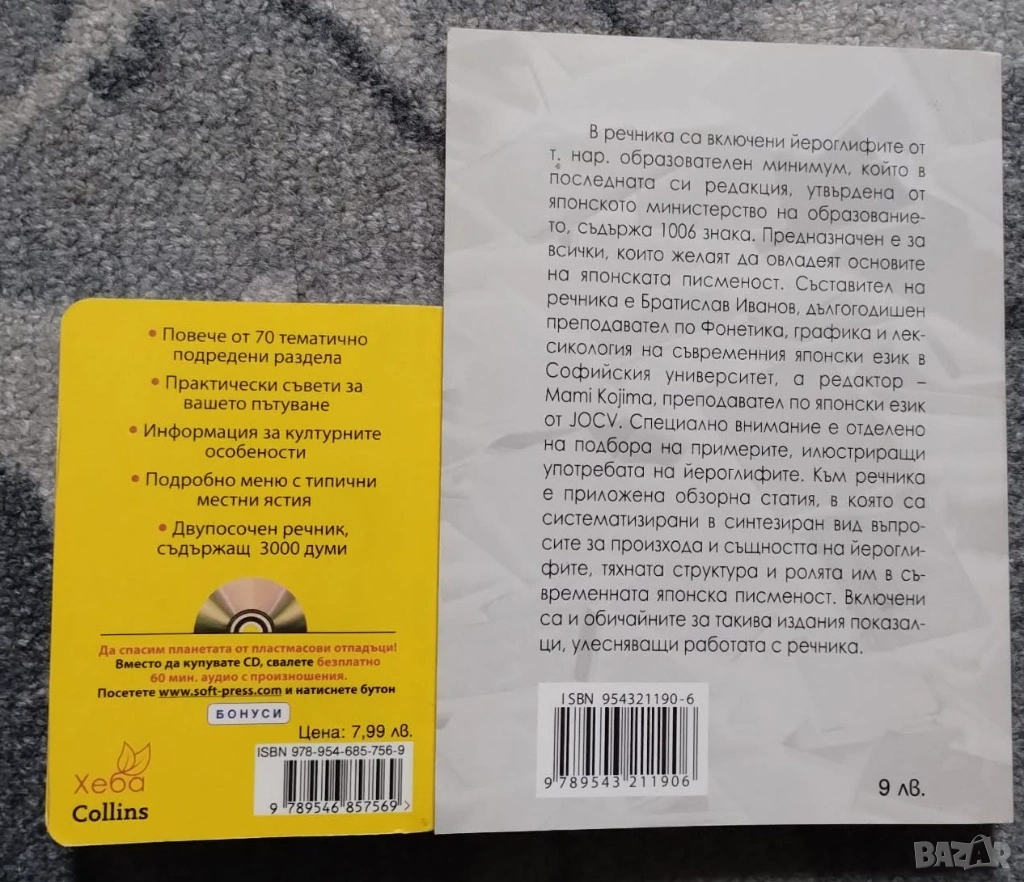 • Повече от 70 тематично
подредени раздела
• Практически съвети за
вашето пътуване
• Информация за културните
особености
• Подробно меню с типични
местни ястия
• Двупосочен речник,
съдържащ 3000 думи
Да спасим планетата от пластмасови отпадъци!
Вместо да купувате CD, свалете безплатно
60 мин. аудио с произношения.
Посетете www.soft-press.com и натиснете бутон
БОНУСИ
Цена: 7,99 лв.
ISBN 978-954-685-756-9
9 789546 857569 >
Хеба
Collins
В речника са включени йероглифите от
т. нар. образователен минимум, който в
последната си редакция, утвърдена от
японското министерство на образование-
то, съдържа 1006 знака. Предназначен е за
всички, които желаят да овладеят основите
на японската писменост. Съставител на
речника е Братислав Иванов, дългогодишен
преподавател по Фонетика, графика и лек-
сикология на съвременния японски език в
Софийския университет, а редактор –
Mami Kojima, преподавател по японски език
от JOCV. Специално внимание е отделено
на подбора на примерите, илюстриращи
употребата на йероглифите. Към речника
е приложена обзорна статия, в която са
систематизирани в синтезиран вид въпро-
сите за произхода и същността на йерогли-
фите, тяхната структура и ролята им в съ-
временната японска писменост. Включени
са и обичайните за такива издания показал-
ци, улесняващи работата с речника.
ISBN 954321190-6
9 789543 211906
9 лв.
BAZAR